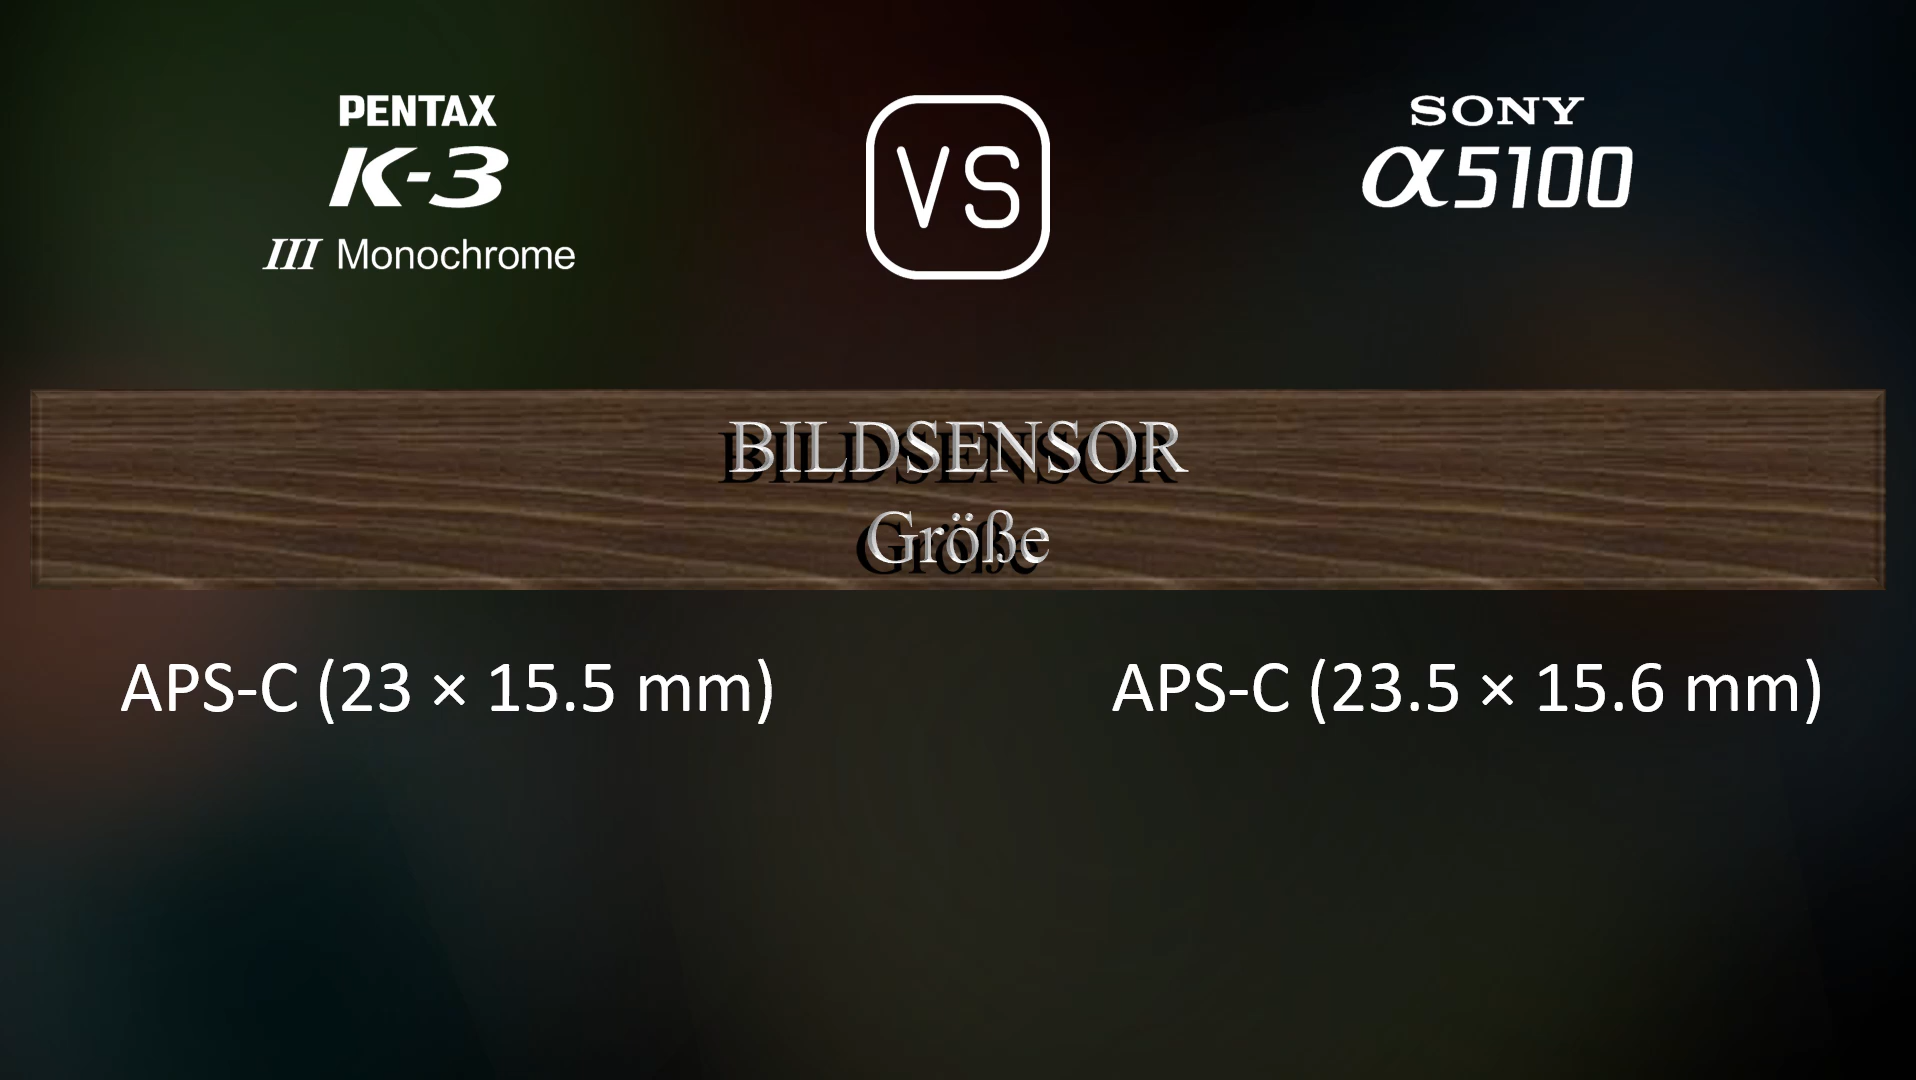 PENTAX
K-3
III Monochrome
VS
SONY
α5100
BILDSENSOR
Größe
APS-C (23 × 15.5 mm)
APS-C (23.5 × 15.6 mm)